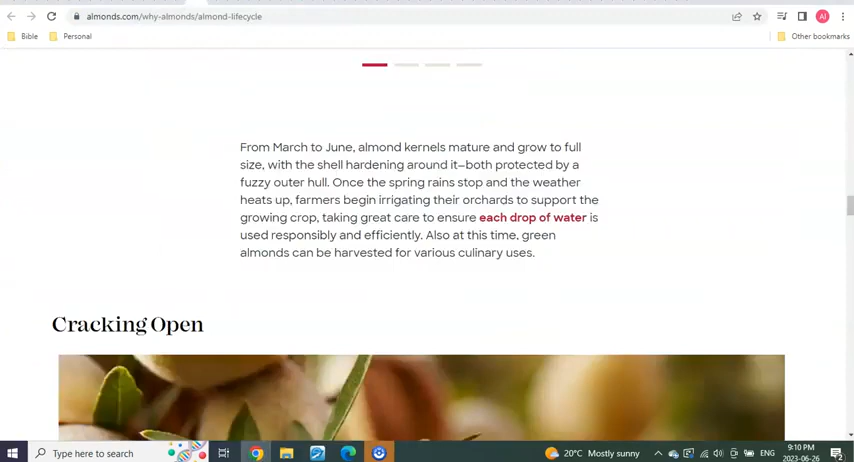 almonds.com/why-almonds/almond-lifecycle
AI
Bible
Personal
Other bookmarks
From March to June, almond kernels mature and grow to full
size, with the shell hardening around it—both protected by a
fuzzy outer hull. Once the spring rains stop and the weather
heats up, farmers begin irrigating their orchards to support the
growing crop, taking great care to ensure each drop of water is
used responsibly and efficiently. Also at this time, green
almonds can be harvested for various culinary uses.
Cracking Open
Type here to search
20°C Mostly sunny
ENG
9:10 PM
2023-06-26
2